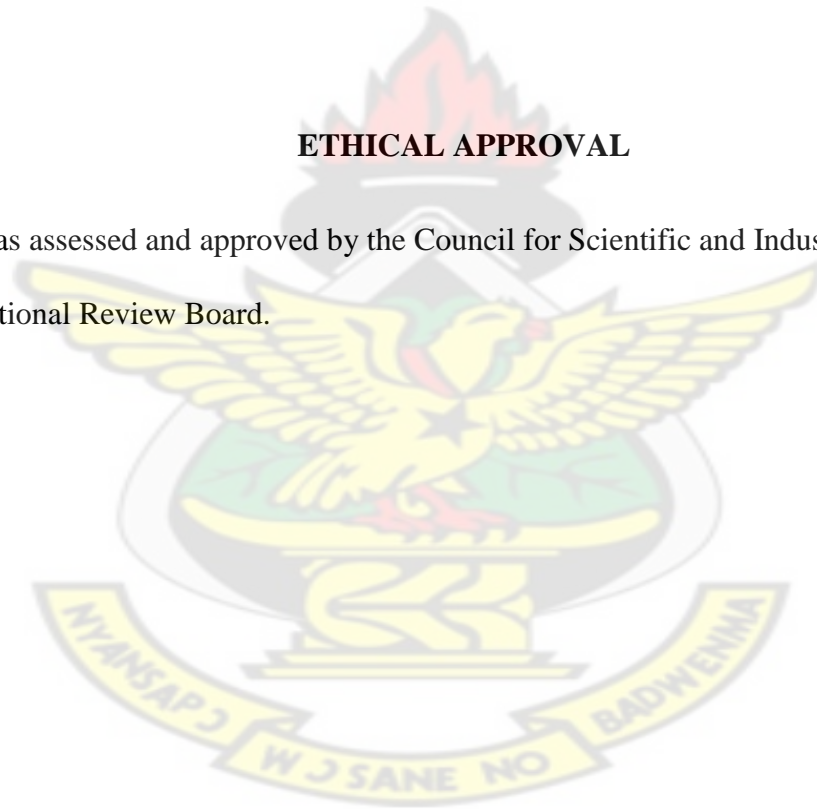 ETHICAL APPROVAL
as assessed and approved by the Council for Scientific and Indus
tional Review Board.
NYANSAPƆ WƆSANE NO BADWENMA